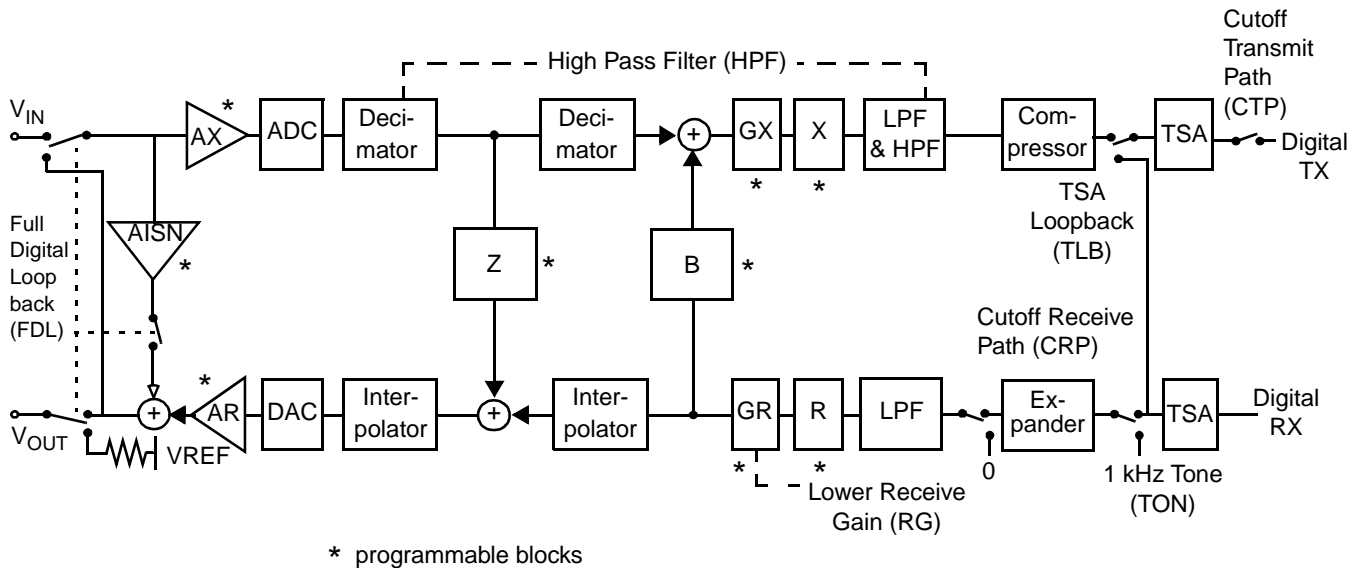 Cutoff
Transmit
Path
(CTP)
High Pass Filter (HPF)
VIN
*
AX
ADC
Deci-
mator
Deci-
mator
+
GX
X
LPF
& HPF
Com-
pressor
TSA
Digital
TX
*
*
TSA
Loopback
(TLB)
Full
Digital
Loop
back
(FDL)
AISN
*
Z
*
B
*
Cutoff Receive
Path (CRP)
*
VOUT
+
AR
DAC
Inter-
polator
+
Inter-
polator
GR
R
LPF
Ex-
pander
TSA
Digital
RX
VREF
*
*
0
1 kHz Tone
(TON)
Lower Receive
Gain (RG)
* programmable blocks